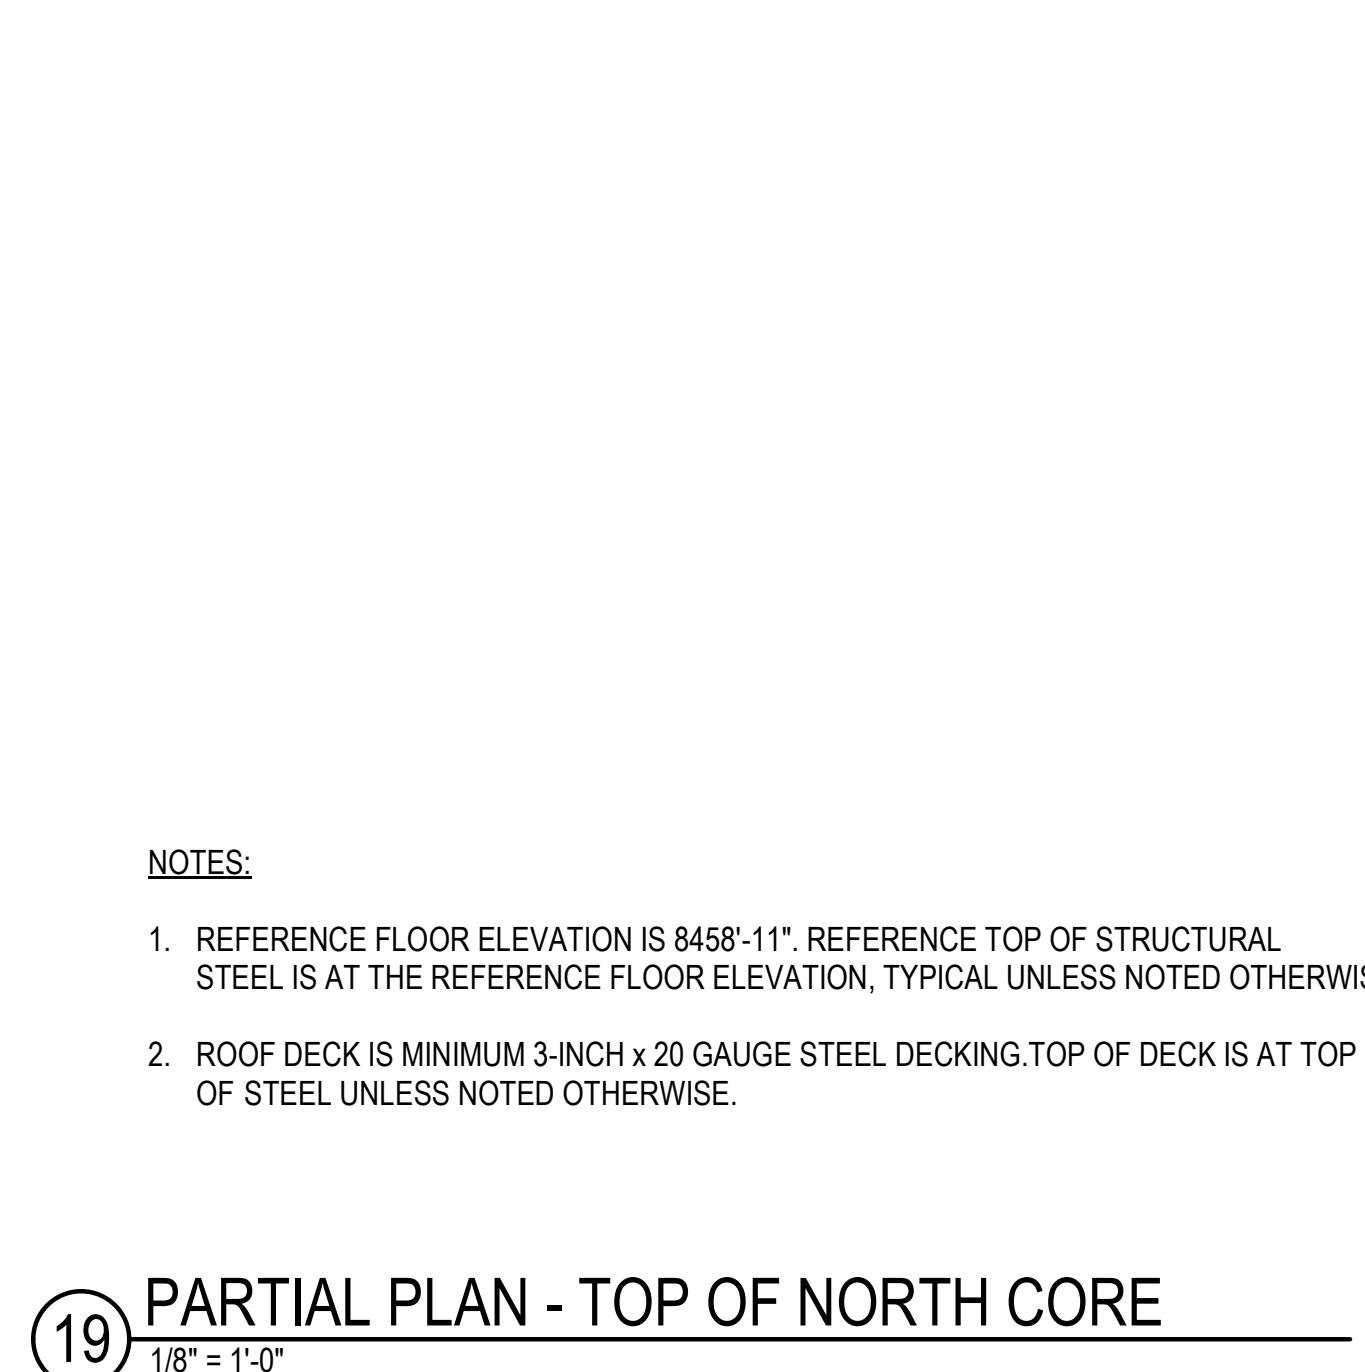 NOTES:
1. REFERENCE FLOOR ELEVATION IS 8458'-11". REFERENCE TOP OF STRUCTURAL
STEEL IS AT THE REFERENCE FLOOR ELEVATION, TYPICAL UNLESS NOTED
2. ROOF DECK IS MINIMUM 3-INCH x 20 GAUGE STEEL DECKING.TOP OF DECK IS AT TOP
OF STEEL UNLESS NOTED OTHERWISE.
PARTIAL PLAN - TOP OF NORTH CORE
19
1/8" = 1'-0"